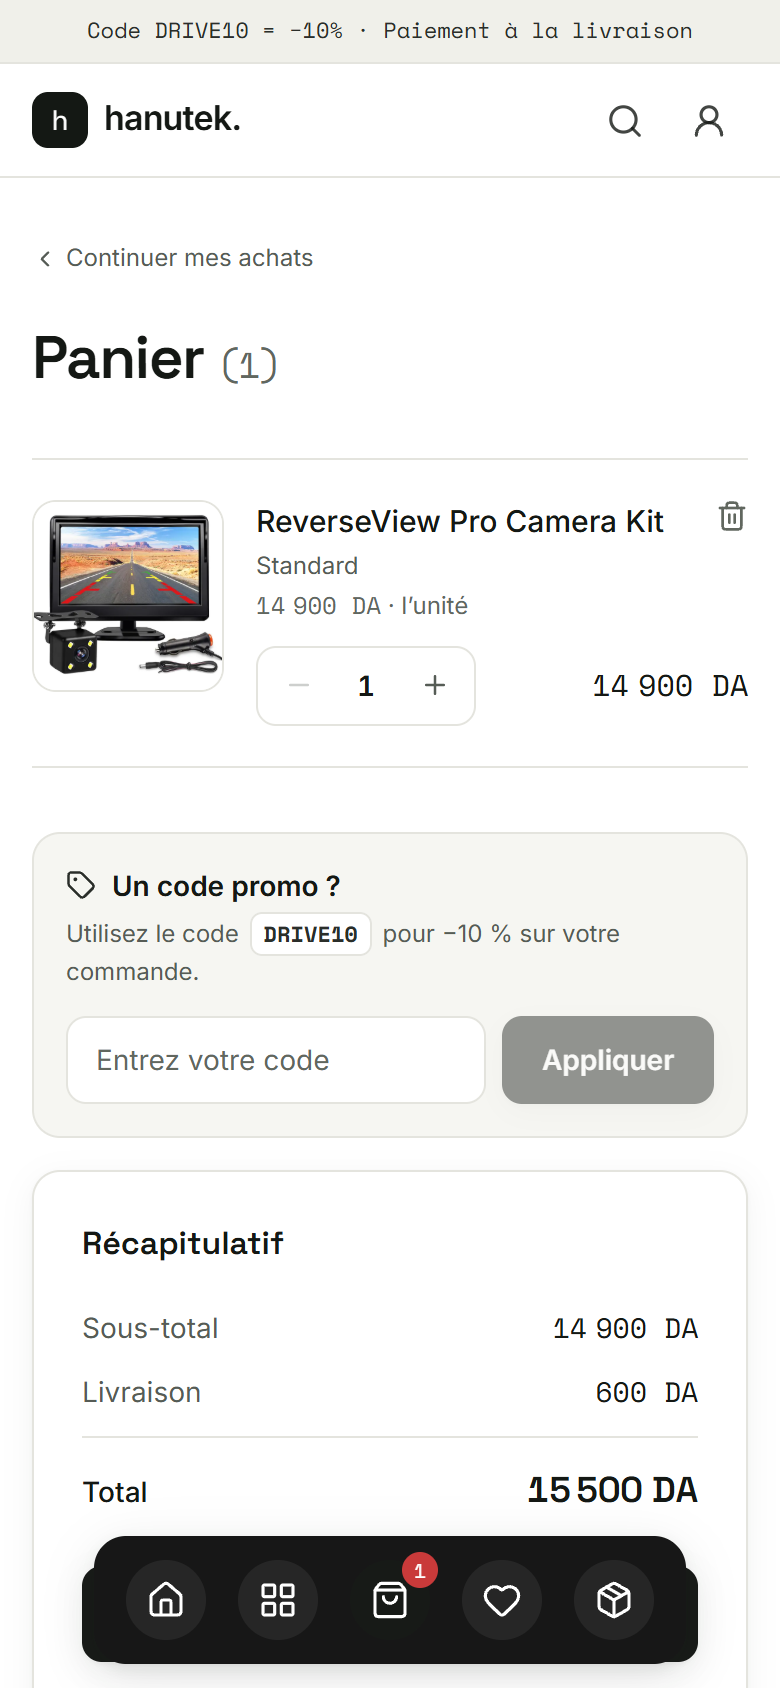 Code DRIVE10 = −10% · Paiement à la livraison
h hanutek.
Continuer mes achats
Panier (1)
ReverseView Pro Camera Kit
Standard
14 900 DA · l’unité
1
14 900 DA
Un code promo ?
Utilisez le code DRIVE10 pour −10 % sur votre
commande.
Entrez votre code
Appliquer
Récapitulatif
Sous-total 14 900 DA
Livraison 600 DA
Total 15 500 DA
1